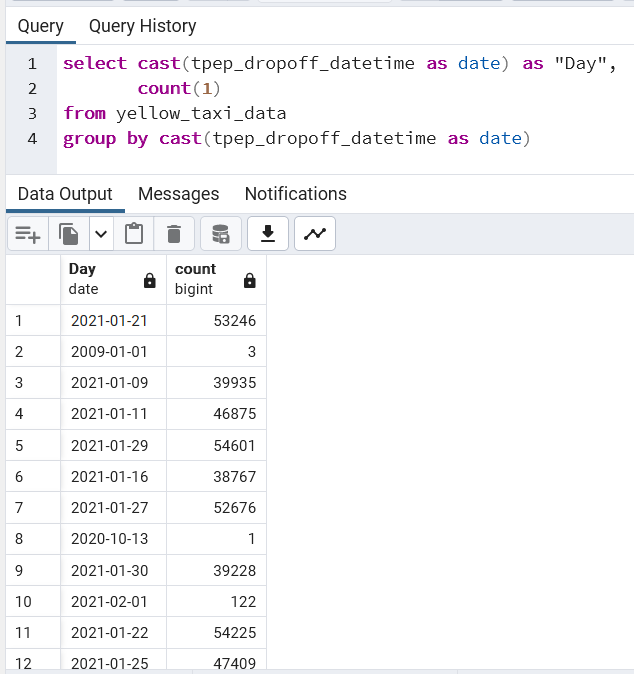 Query Query History
1 select cast(tpep_dropoff_datetime as date) as "Day",
2 count(1)
3 from yellow_taxi_data
4 group by cast(tpep_dropoff_datetime as date)
Data Output Messages Notifications
Day count
date bigint
1 2021-01-21 53246
2 2009-01-01 3
3 2021-01-09 39935
4 2021-01-11 46875
5 2021-01-29 54601
6 2021-01-16 38767
7 2021-01-27 52676
8 2020-10-13 1
9 2021-01-30 39228
10 2021-02-01 122
11 2021-01-22 54225
12 2021-01-25 47409